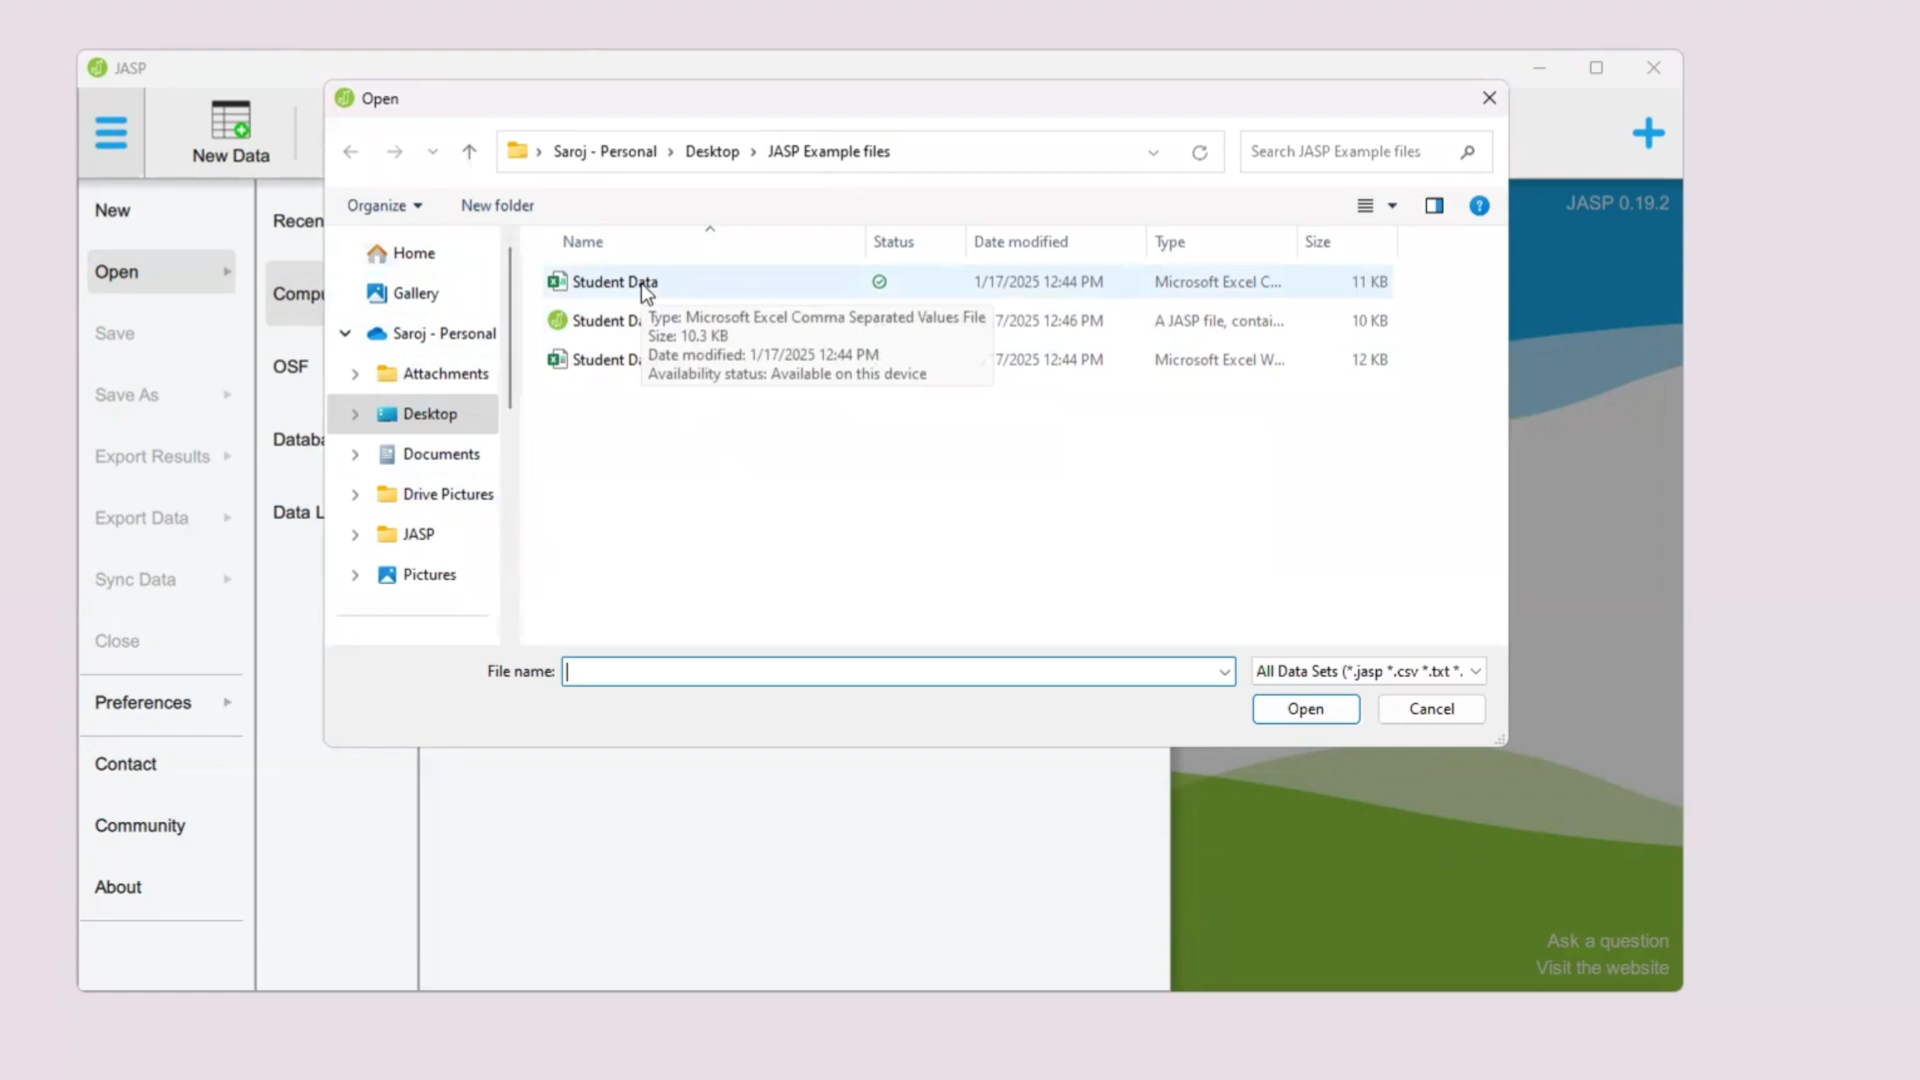 JASP
New Data
Open
Saroj - Personal
Desktop
JASP Example files
Search JASP Example files
Organize
New folder
JASP 0.19.2
New
Open
Save
Save As
Export Results
Export Data
Sync Data
Close
Preferences
Contact
Community
About
Recen
Compu
OSF
Databa
Data L
Home
Gallery
Saroj - Personal
Attachments
Desktop
Documents
Drive Pictures
JASP
Pictures
Name Status Date modified Type Size
Student Data 1/17/2025 12:44 PM Microsoft Excel C... 11 KB
Student Da 7/2025 12:46 PM A JASP file, contai... 10 KB
Student Da 7/2025 12:44 PM Microsoft Excel W... 12 KB
Type: Microsoft Excel Comma Separated Values File
Size: 10.3 KB
Date modified: 1/17/2025 12:44 PM
Availability status: Available on this device
File name:
All Data Sets (*.jasp *.csv *.txt *.
Open
Cancel
Ask a question
Visit the website